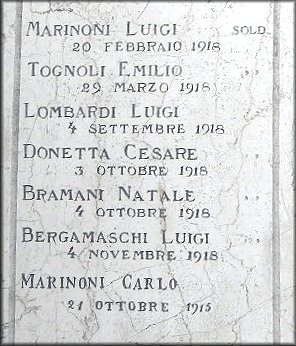 MARINONI LUIGI SOLD.
20 FEBBRAIO 1918
TOGNOLI EMILIO ,,
29 MARZO 1918
LOMBARDI LUIGI
4 SETTEMBRE 1918
DONETTA CESARE ,,
3 OTTOBRE 1918
BRAMANI NATALE ,,
4 OTTOBRE 1918
BERGAMASCHI LUIGI ,,
4 NOVEMBRE 1918
MARINONI CARLO
21 OTTOBRE 1915